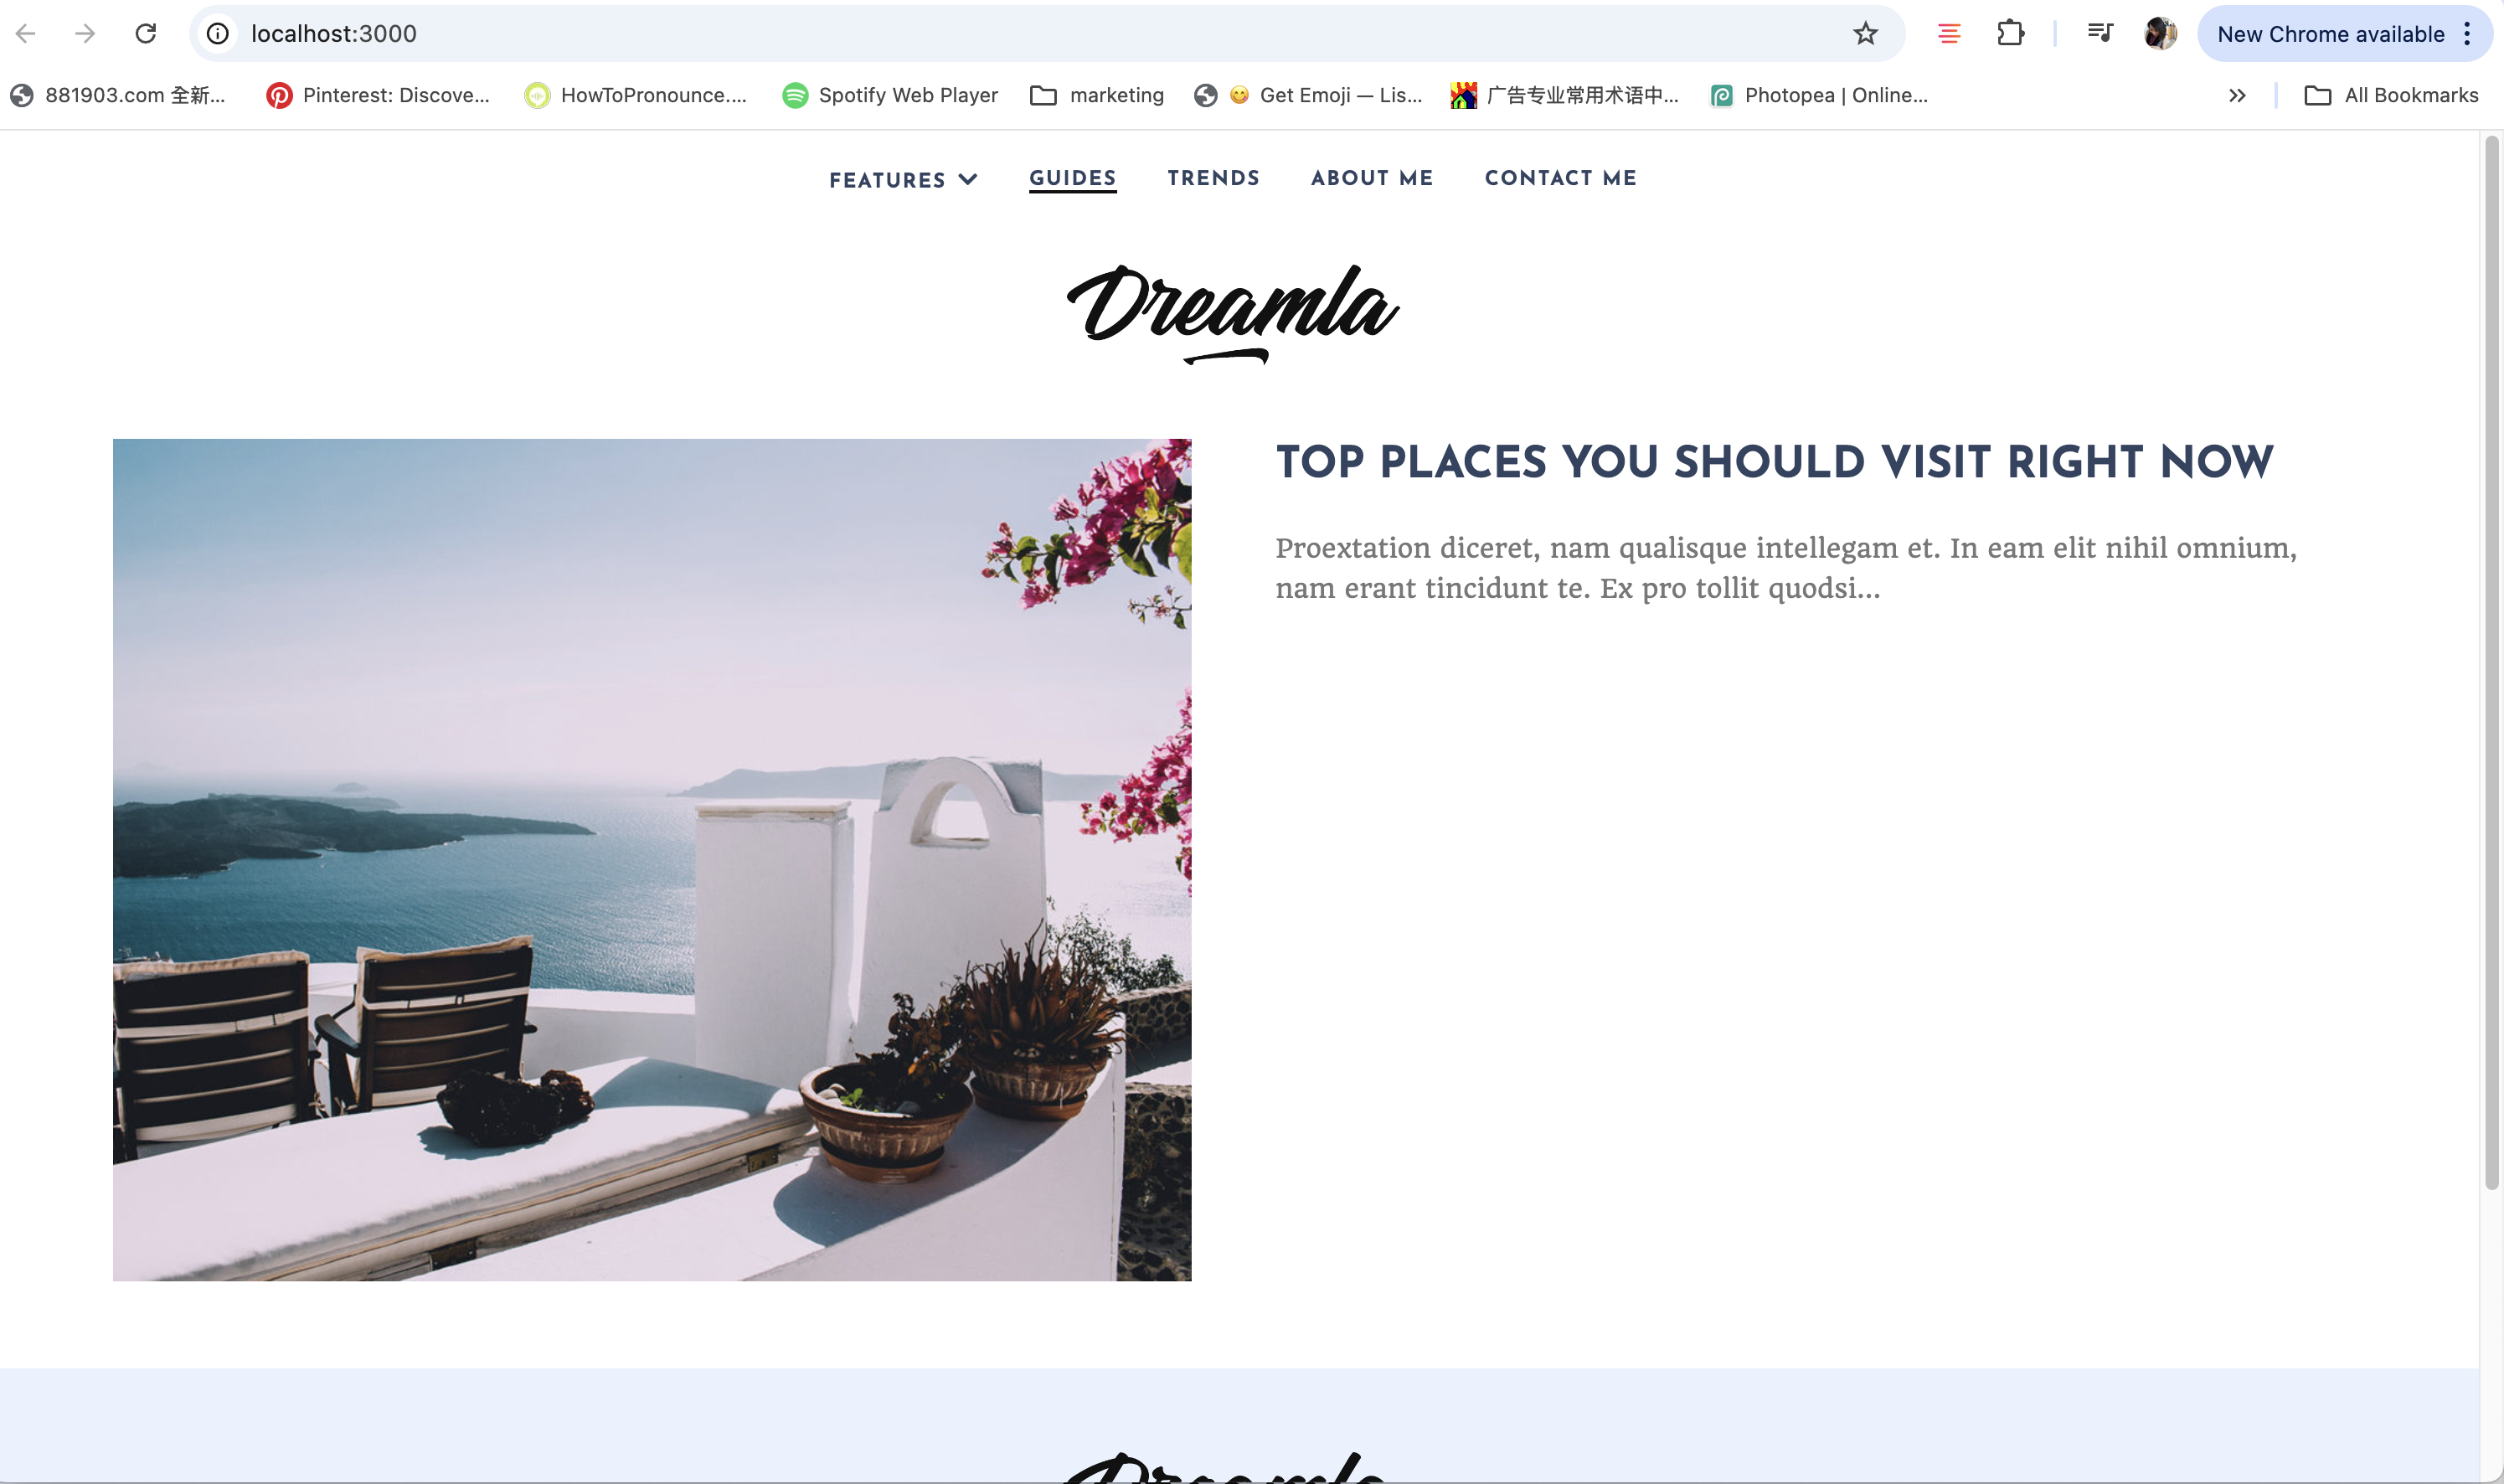 localhost:3000
New Chrome available
881903.com 全新...
Pinterest: Discove...
HowToPronounce....
Spotify Web Player
marketing
Get Emoji — Lis...
广告专业常用术语中...
Photopea | Online...
All Bookmarks
FEATURES
GUIDES
TRENDS
ABOUT ME
CONTACT ME
Dreamla
TOP PLACES YOU SHOULD VISIT RIGHT NOW
Proextation diceret, nam qualisque intellegam et. In eam elit nihil omnium,
nam erant tincidunt te. Ex pro tollit quodsi...
Dreamla